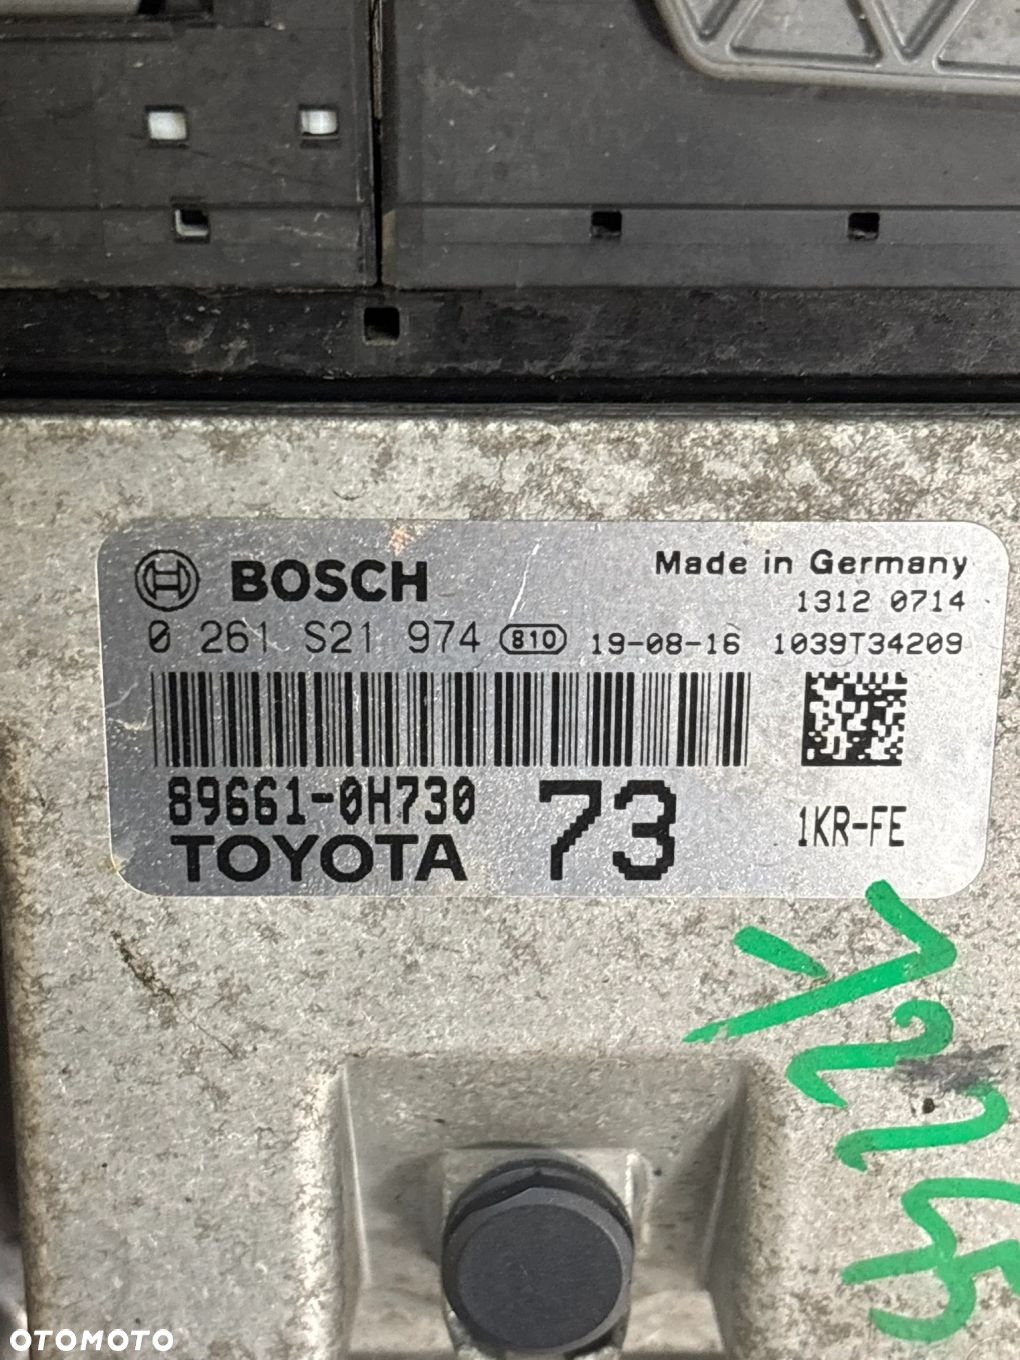 BOSCH
Made in Germany
1312 0714
0 261 S21 974 810 19-08-16 1039T34209
89661-0H730
TOYOTA
73
1KR-FE
OTOMOTO